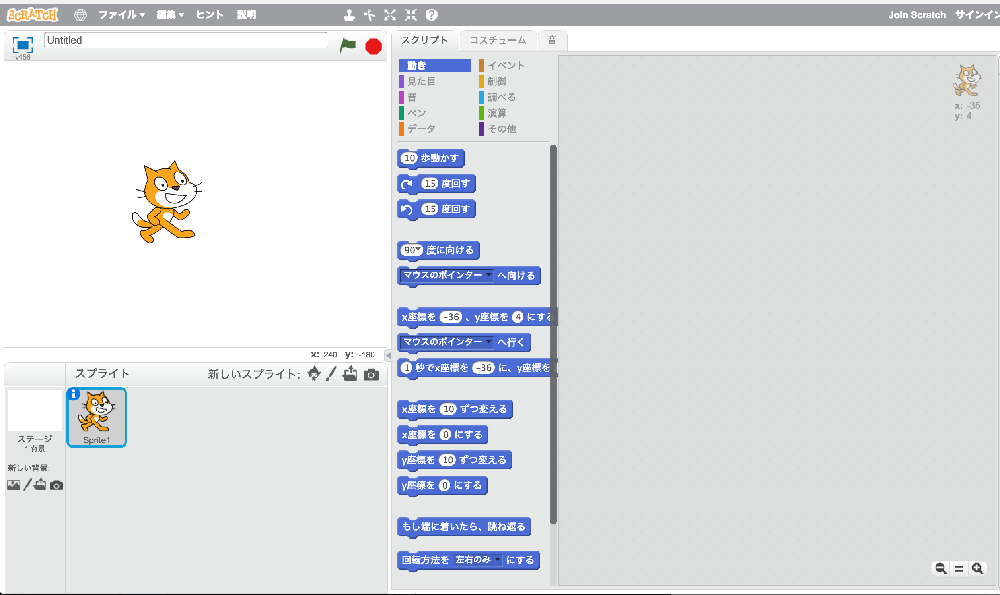 SCRATCH ファイル▼ 編集▼ ヒント 説明 Join Scratch サインイン
Untitled
v456
x: 240 y: -180
スプライト 新しいスプライト:
Sprite1
ステージ
1 背景
新しい背景:
スクリプト コスチューム 音
動き イベント
見た目 制御
音 調べる
ペン 演算
データ その他
10 歩動かす
15 度回す
15 度回す
90▼ 度に向ける
マウスのポインター へ向ける
x座標を -36 、y座標を 4 にする
マウスのポインター へ行く
1 秒でx座標を -36 に、y座標を
x座標を 10 ずつ変える
x座標を 0 にする
y座標を 10 ずつ変える
y座標を 0 にする
もし端に着いたら、跳ね返る
回転方法を 左右のみ にする
x: -35
y: 4